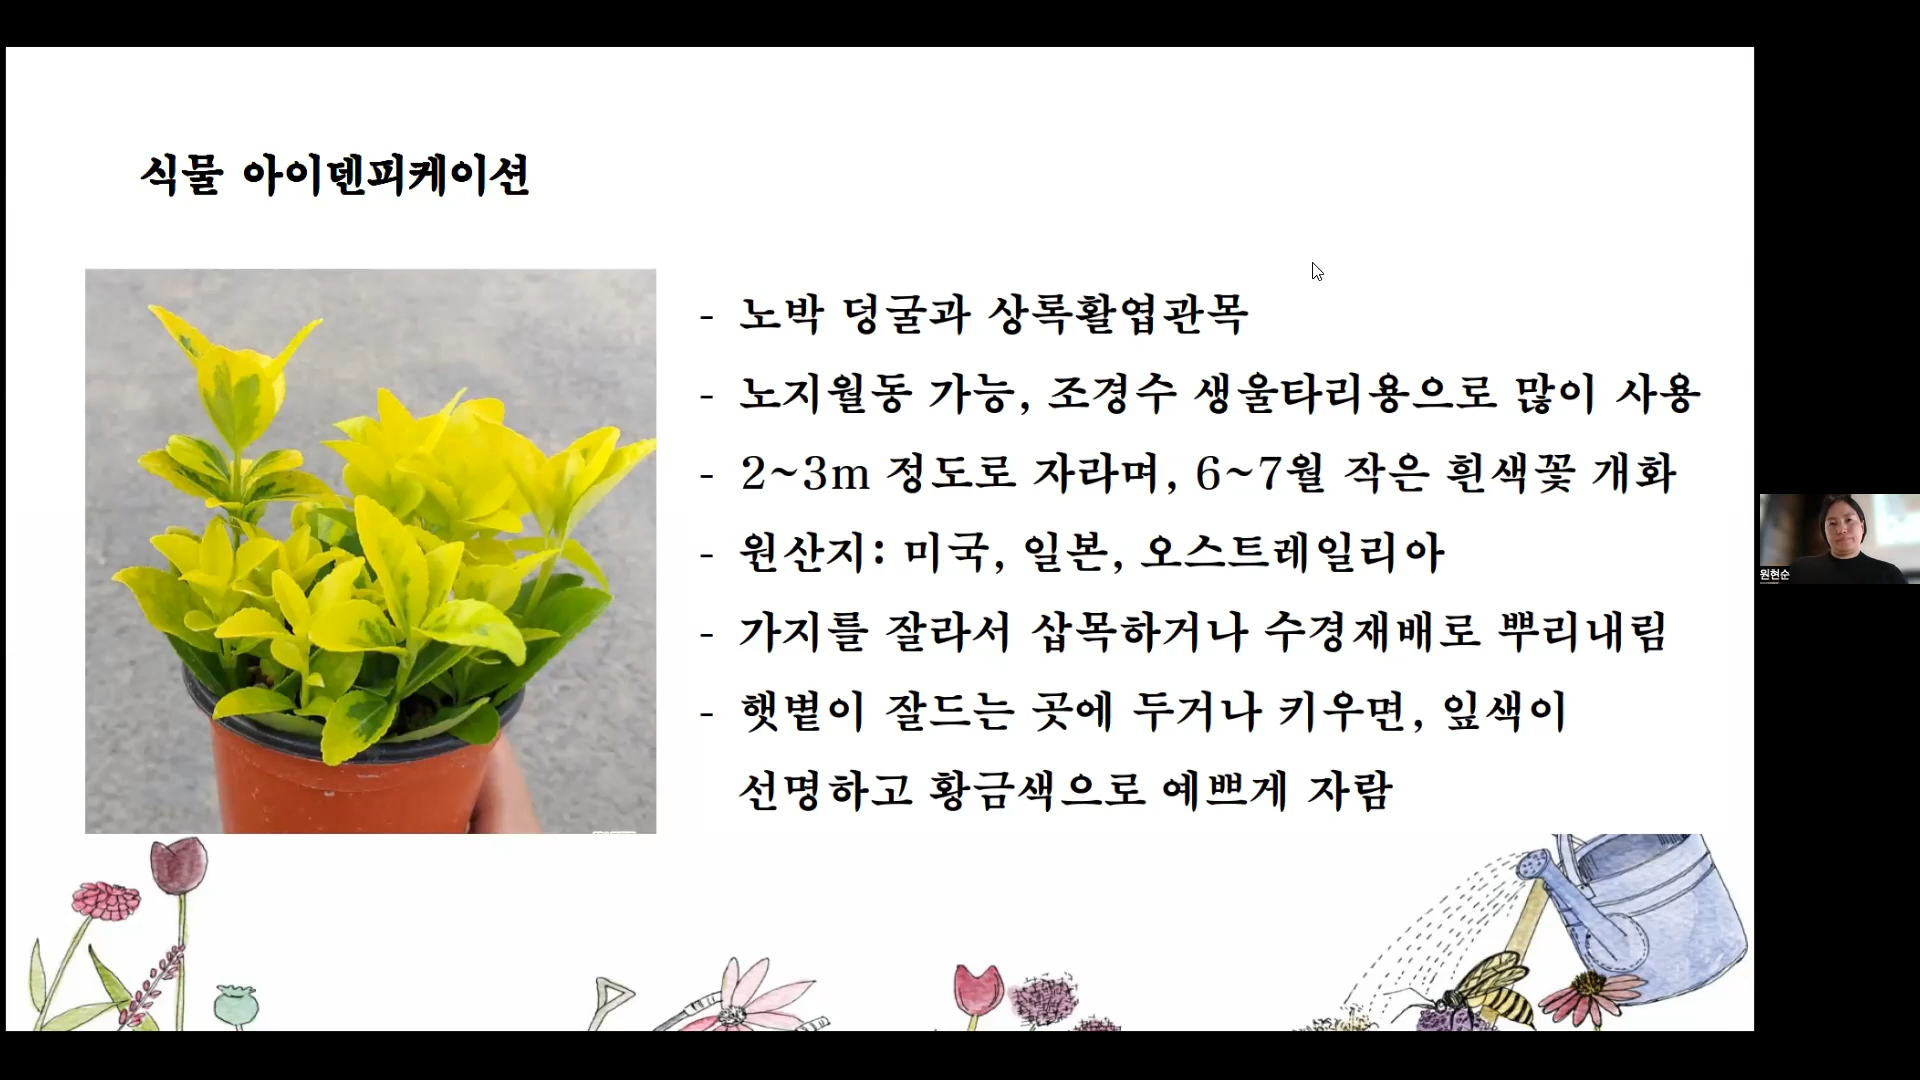 식물 아이덴피케이션
- 노박 덩굴과 상록활엽관목
- 노지월동 가능, 조경수 생울타리용으로 많이 사용
- 2~3m 정도로 자라며, 6~7월 작은 흰색꽃 개화
- 원산지: 미국, 일본, 오스트레일리아
- 가지를 잘라서 삽목하거나 수경재배로 뿌리내림
- 햇볕이 잘드는 곳에 두거나 키우면, 잎색이
선명하고 황금색으로 예쁘게 자람
원현순